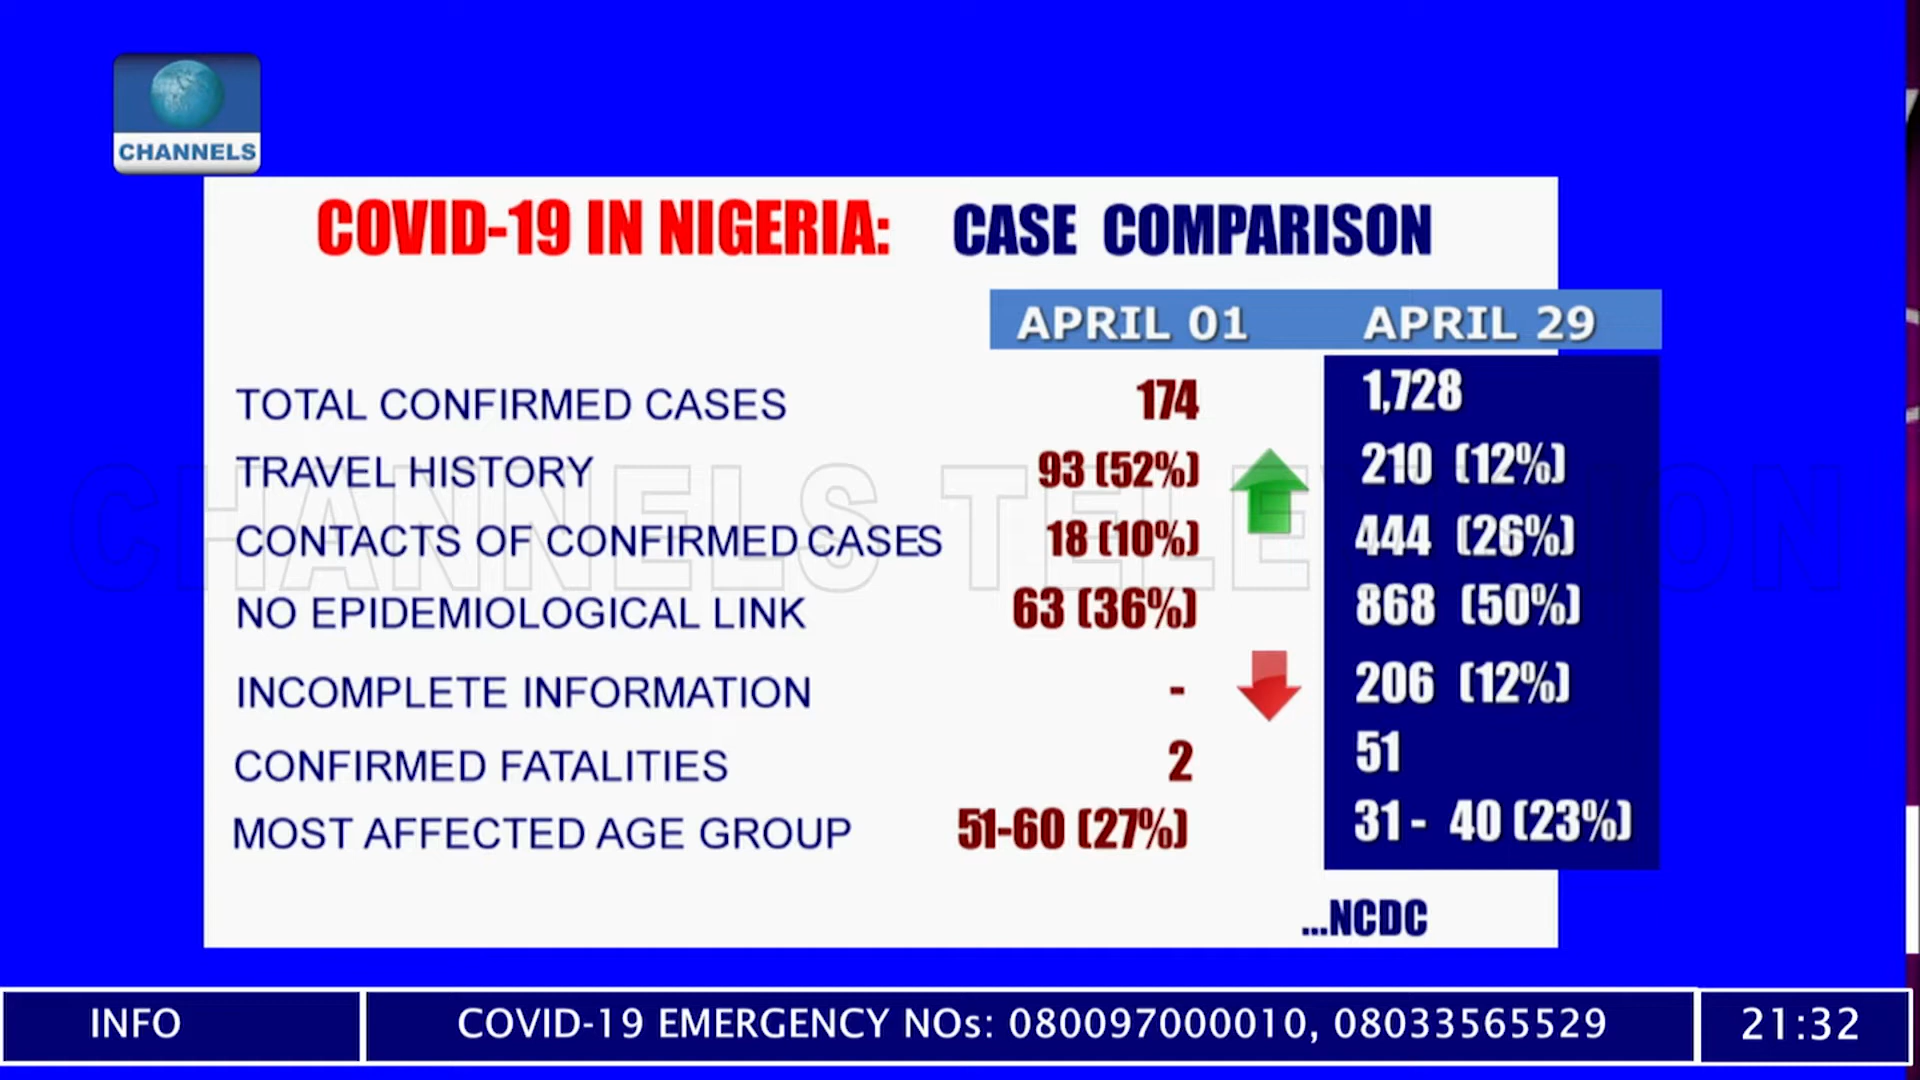 CHANNELS
COVID-19 IN NIGERIA: CASE COMPARISON
APRIL 01 APRIL 29
TOTAL CONFIRMED CASES 174 1,728
TRAVEL HISTORY 93 (52%) 210 (12%)
CONTACTS OF CONFIRMED CASES 18 (10%) 444 (26%)
NO EPIDEMIOLOGICAL LINK 63 (36%) 868 (50%)
INCOMPLETE INFORMATION - 206 (12%)
CONFIRMED FATALITIES 2 51
MOST AFFECTED AGE GROUP 51-60 (27%) 31 - 40 (23%)
...NCDC
CHANNELS TELEVISION
INFO COVID-19 EMERGENCY NOs: 080097000010, 08033565529 21:32